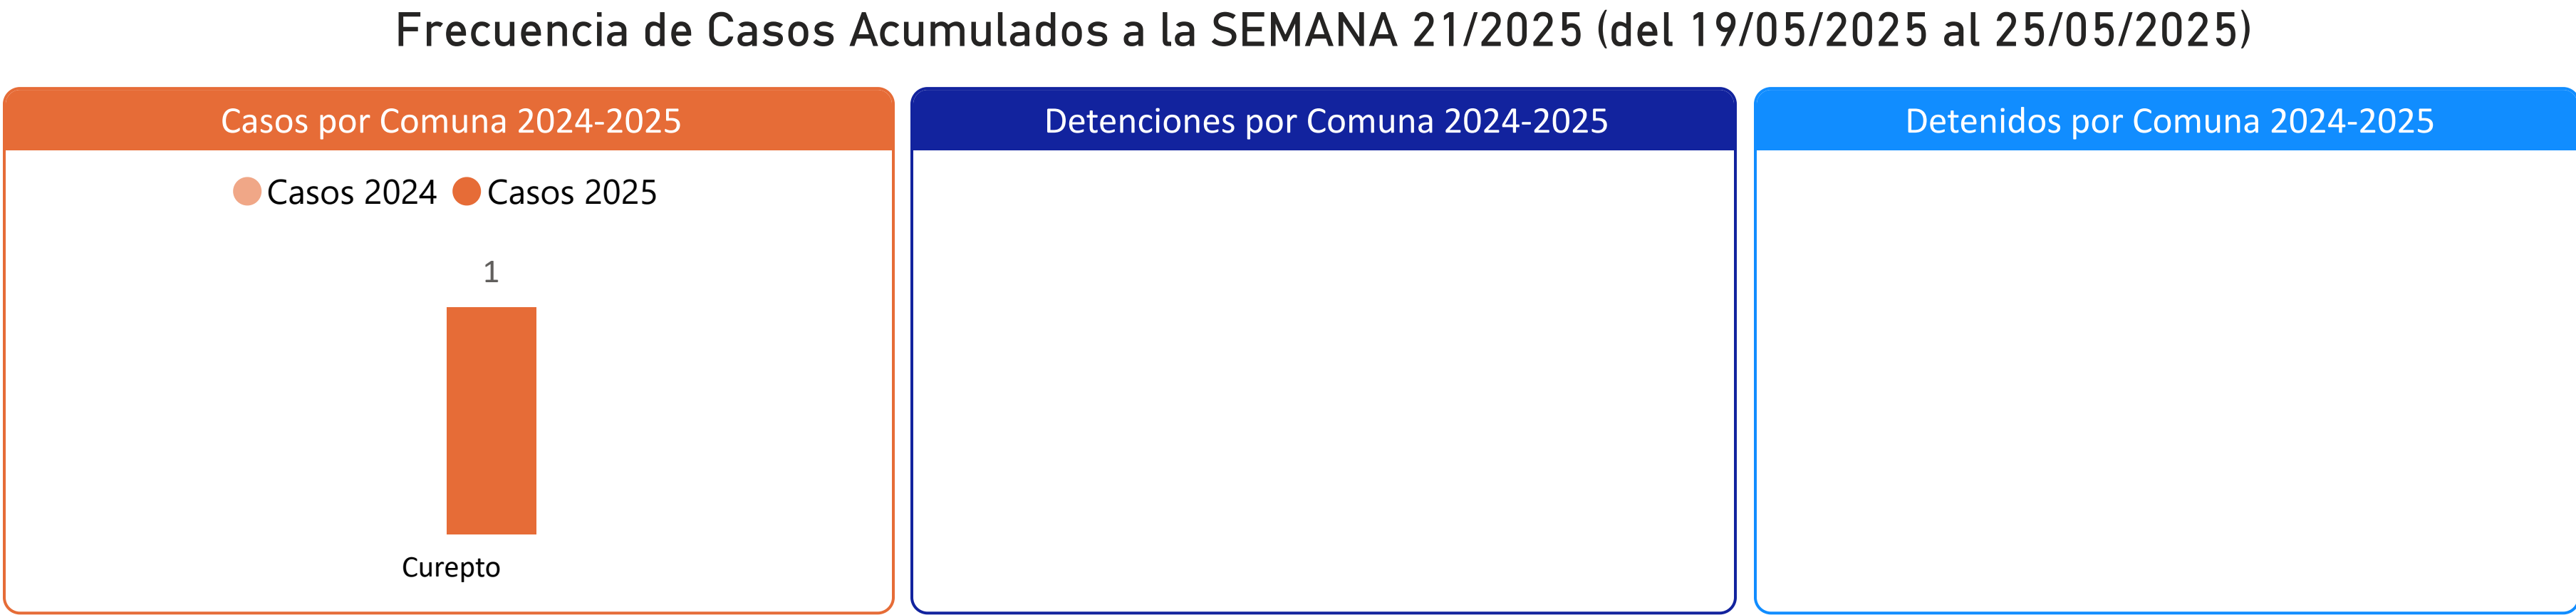 Frecuencia de Casos Acumulados a la SEMANA 21/2025 (del 19/05/2025 al 25/05/2025)
Casos por Comuna 2024-2025
Casos 2024 Casos 2025
1
Curepto
Detenciones por Comuna 2024-2025
Detenidos por Comuna 2024-2025